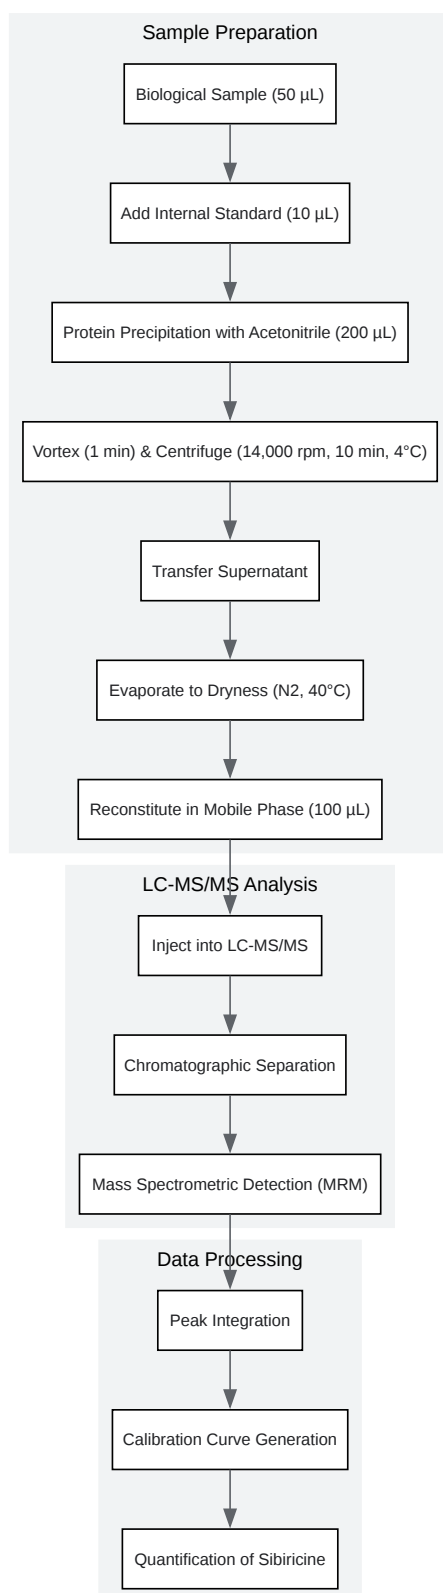 Sample Preparation
Biological Sample (50 µL)
Add Internal Standard (10 µL)
Protein Precipitation with Acetonitrile (200 µL)
Vortex (1 min) & Centrifuge (14,000 rpm, 10 min, 4°C)
Transfer Supernatant
Evaporate to Dryness (N2, 40°C)
Reconstitute in Mobile Phase (100 µL)
LC-MS/MS Analysis
Inject into LC-MS/MS
Chromatographic Separation
Mass Spectrometric Detection (MRM)
Data Processing
Peak Integration
Calibration Curve Generation
Quantification of Sibiricine